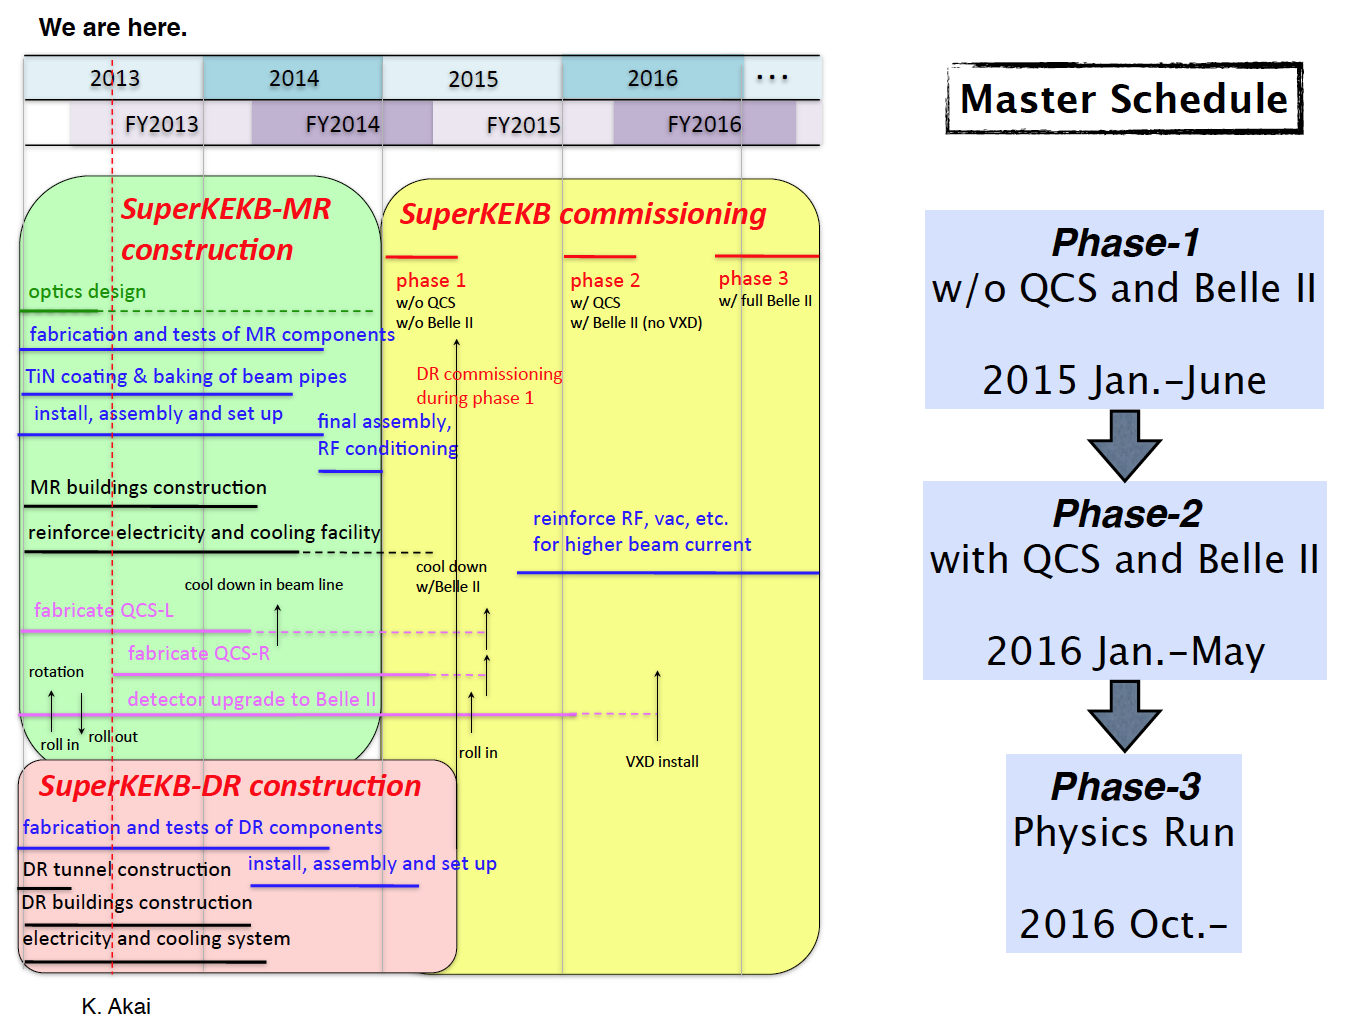 We are here.
2013 2014 2015 2016 ...
FY2013 FY2014 FY2015 FY2016
SuperKEKB-MR
construction
optics design
fabrication and tests of MR components
TiN coating & baking of beam pipes
install, assembly and set up
final assembly,
RF conditioning
MR buildings construction
reinforce electricity and cooling facility
cool down in beam line
fabricate QCS-L
fabricate QCS-R
rotation
detector upgrade to Belle II
roll in
roll out
SuperKEKB commissioning
phase 1
w/o QCS
w/o Belle II
phase 2
w/ QCS
w/ Belle II (no VXD)
phase 3
w/ full Belle II
DR commissioning
during phase 1
reinforce RF, vac, etc.
for higher beam current
cool down
w/Belle II
roll in
VXD install
SuperKEKB-DR construction
fabrication and tests of DR components
install, assembly and set up
DR tunnel construction
DR buildings construction
electricity and cooling system
K. Akai
Master Schedule
Phase-1
w/o QCS and Belle II
2015 Jan.-June
Phase-2
with QCS and Belle II
2016 Jan.-May
Phase-3
Physics Run
2016 Oct.-